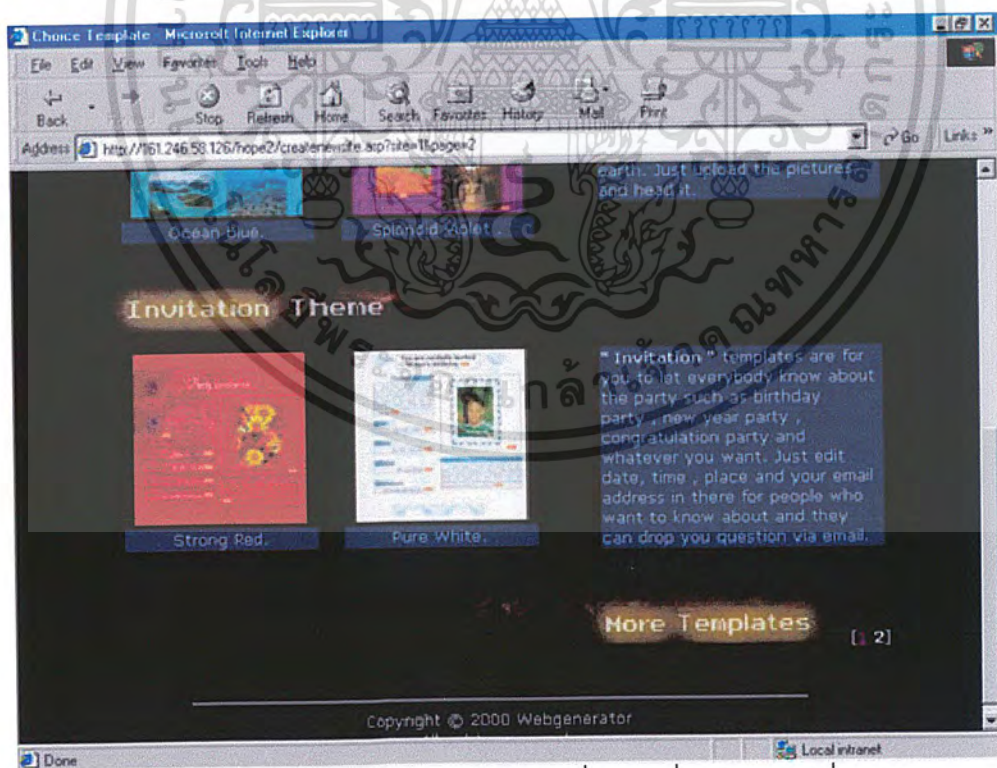 Choice Template - Microsoft Internet Explorer
File Edit View Favorites Tools Help
Back Stop Refresh Home Search Favorites History Mail Print
Address http://161.246.58.126/hope2/createnewsite.asp?site=1&page=2 Go Links »
earth. Just upload the pictures
and head it.
Ocean Blue. Splendid Violet.
Invitation Theme
" Invitation " templates are for
you to let everybody know about
the party such as birthday
party , new year party ,
congratulation party and
whatever you want. Just edit
date, time , place and your email
address in there for people who
want to know about and they
can drop you question via email.
Strong Red. Pure White.
More Templates
[1 2]
Copyright © 2000 Webgenerator
Done Local intranet